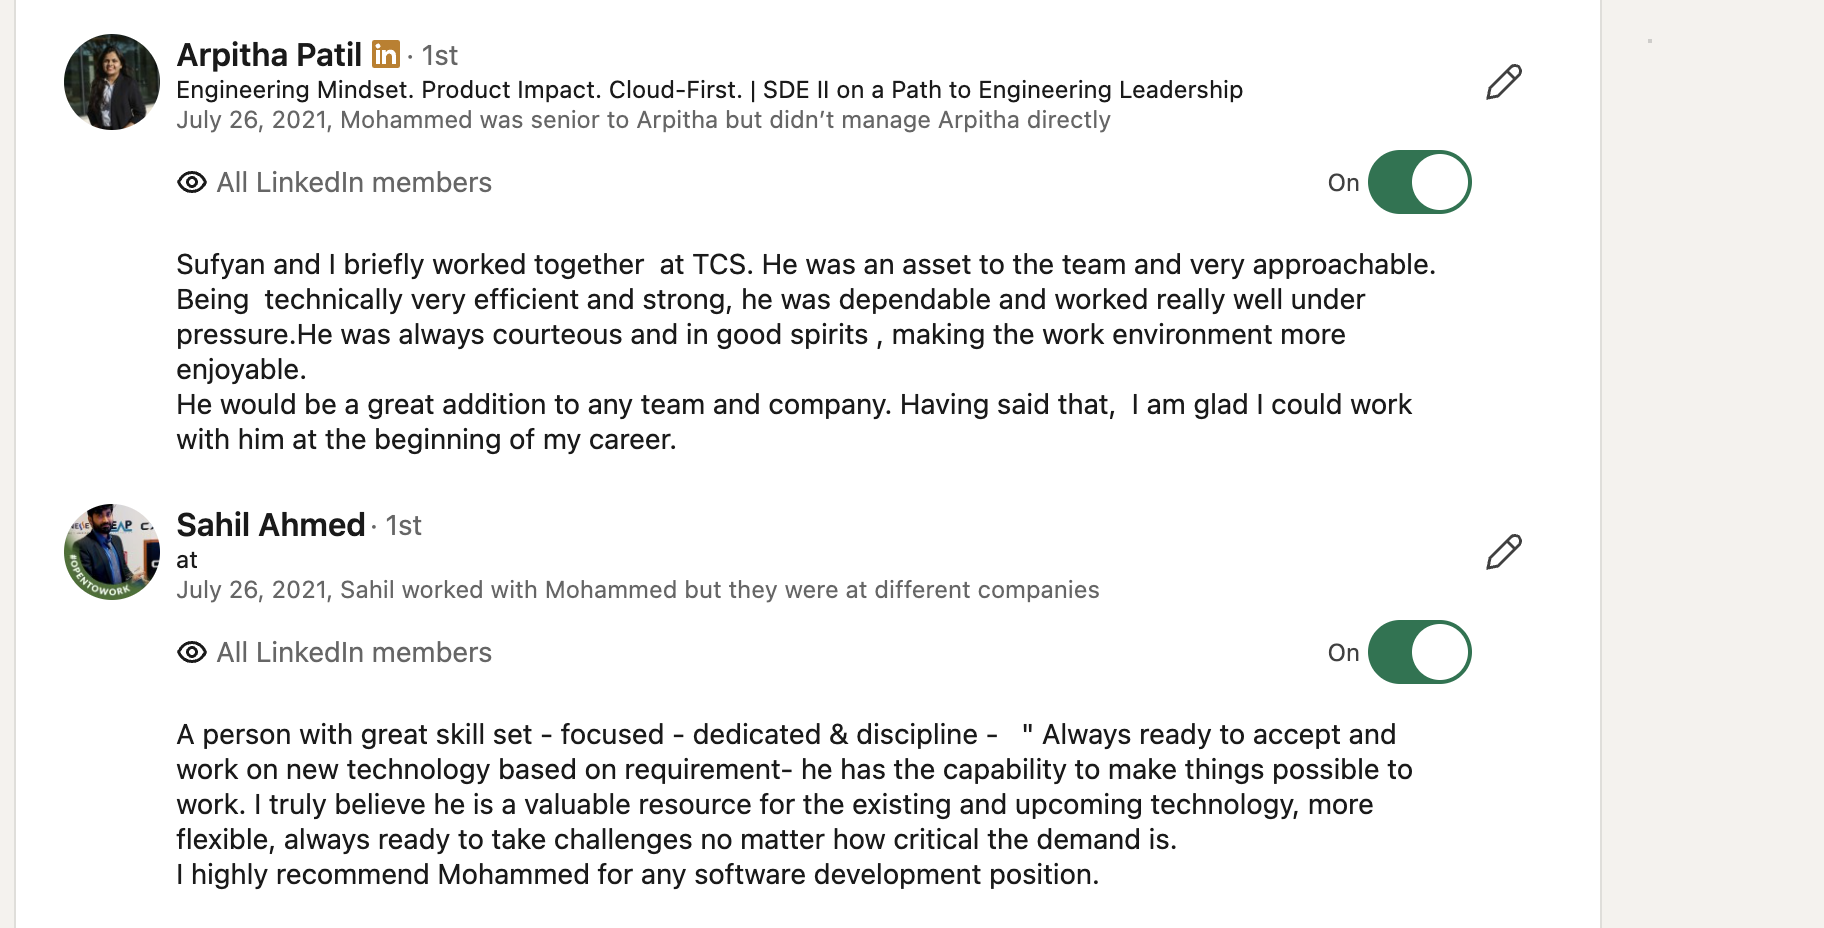 Arpitha Patil in · 1st
Engineering Mindset. Product Impact. Cloud-First. | SDE II on a Path to Engineering Leadership
July 26, 2021, Mohammed was senior to Arpitha but didn’t manage Arpitha directly
All LinkedIn members
On
Sufyan and I briefly worked together  at TCS. He was an asset to the team and very approachable.
Being  technically very efficient and strong, he was dependable and worked really well under
pressure.He was always courteous and in good spirits , making the work environment more
enjoyable.
He would be a great addition to any team and company. Having said that,  I am glad I could work
with him at the beginning of my career.
Sahil Ahmed · 1st
at
#OPENTOWORK
July 26, 2021, Sahil worked with Mohammed but they were at different companies
All LinkedIn members
On
A person with great skill set - focused - dedicated & discipline -   " Always ready to accept and
work on new technology based on requirement- he has the capability to make things possible to
work. I truly believe he is a valuable resource for the existing and upcoming technology, more
flexible, always ready to take challenges no matter how critical the demand is.
I highly recommend Mohammed for any software development position.